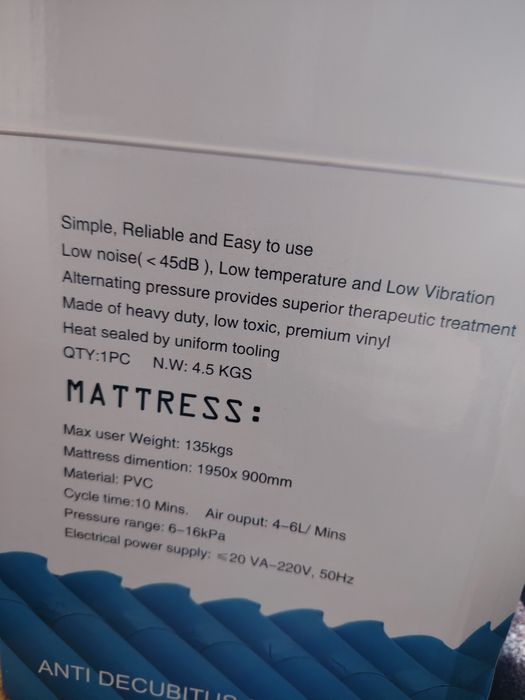 Simple, Reliable and Easy to use
Low noise( < 45dB ), Low temperature and Low Vibration
Alternating pressure provides superior therapeutic treatment
Made of heavy duty, low toxic, premium vinyl
Heat sealed by uniform tooling
QTY:1PC N.W: 4.5 KGS
MATTRESS:
Max user Weight: 135kgs
Mattress dimention: 1950x 900mm
Material: PVC
Cycle time:10 Mins. Air ouput: 4-6L/ Mins
Pressure range: 6-16kPa
Electrical power supply: ≤20 VA-220V, 50Hz
ANTI DECUBITUS